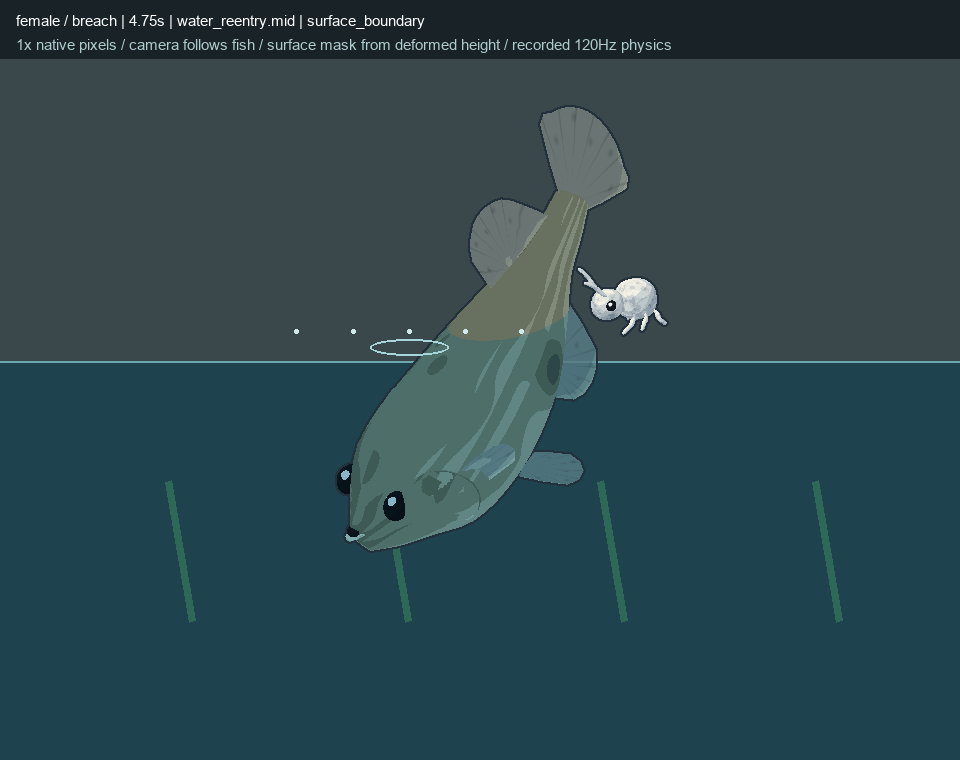 female / breach | 4.75s | water_reentry.mid | surface_boundary
1x native pixels / camera follows fish / surface mask from deformed height / recorded 120Hz physics